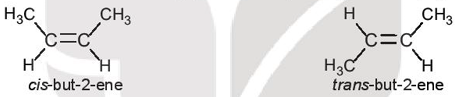 H₃C CH₃ H CH₃
C=C C=C
H H H₃C H
cis-but-2-ene trans-but-2-ene